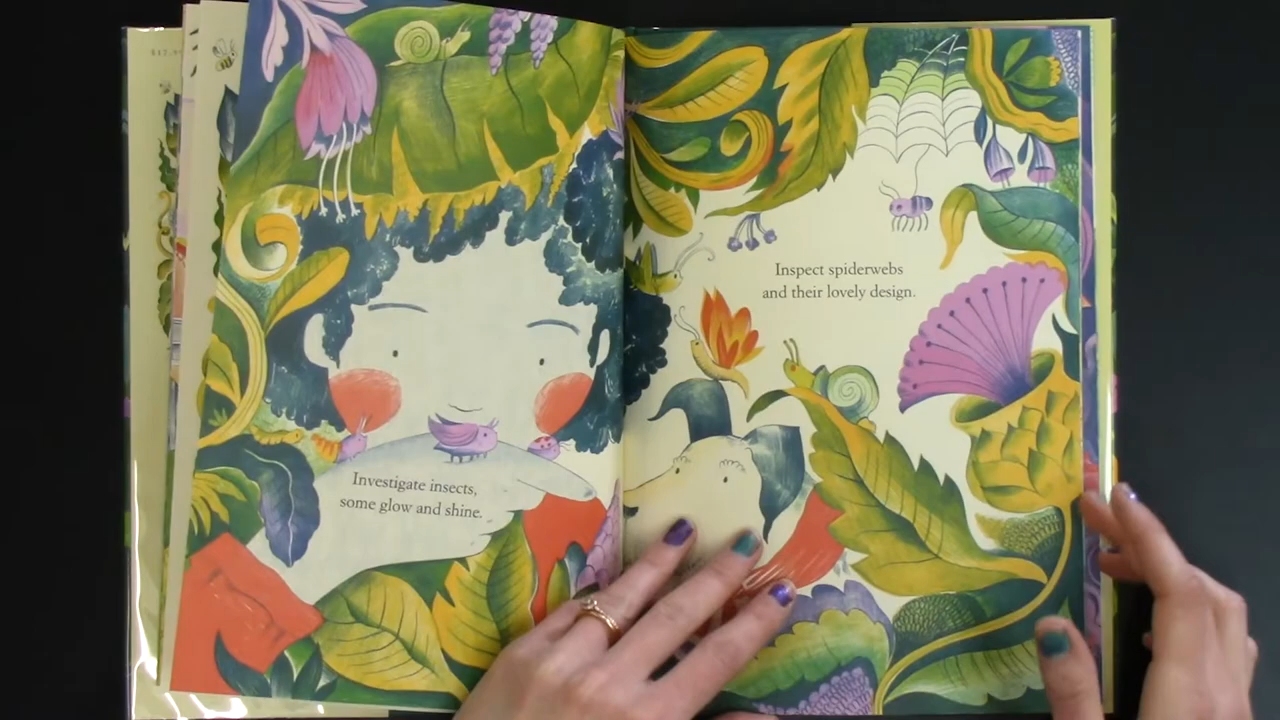 Investigate insects,
some glow and shine.
Inspect spiderwebs
and their lovely design.